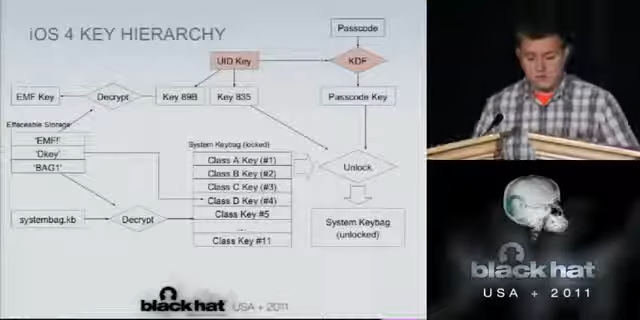 iOS 4 KEY HIERARCHY
Passcode
UID Key
KDF
EMF Key
Decrypt
Key 89B
Key 835
Passcode Key
Effaceable Storage
'EMF!'
'Dkey'
'BAG1'
System Keybag (locked)
Class A Key (#1)
Class B Key (#2)
Class C Key (#3)
Class D Key (#4)
Class Key #5
...
Class Key #11
Unlock
systembag.kb
Decrypt
System Keybag
(unlocked)
black hat USA + 2011
black hat
USA + 2011